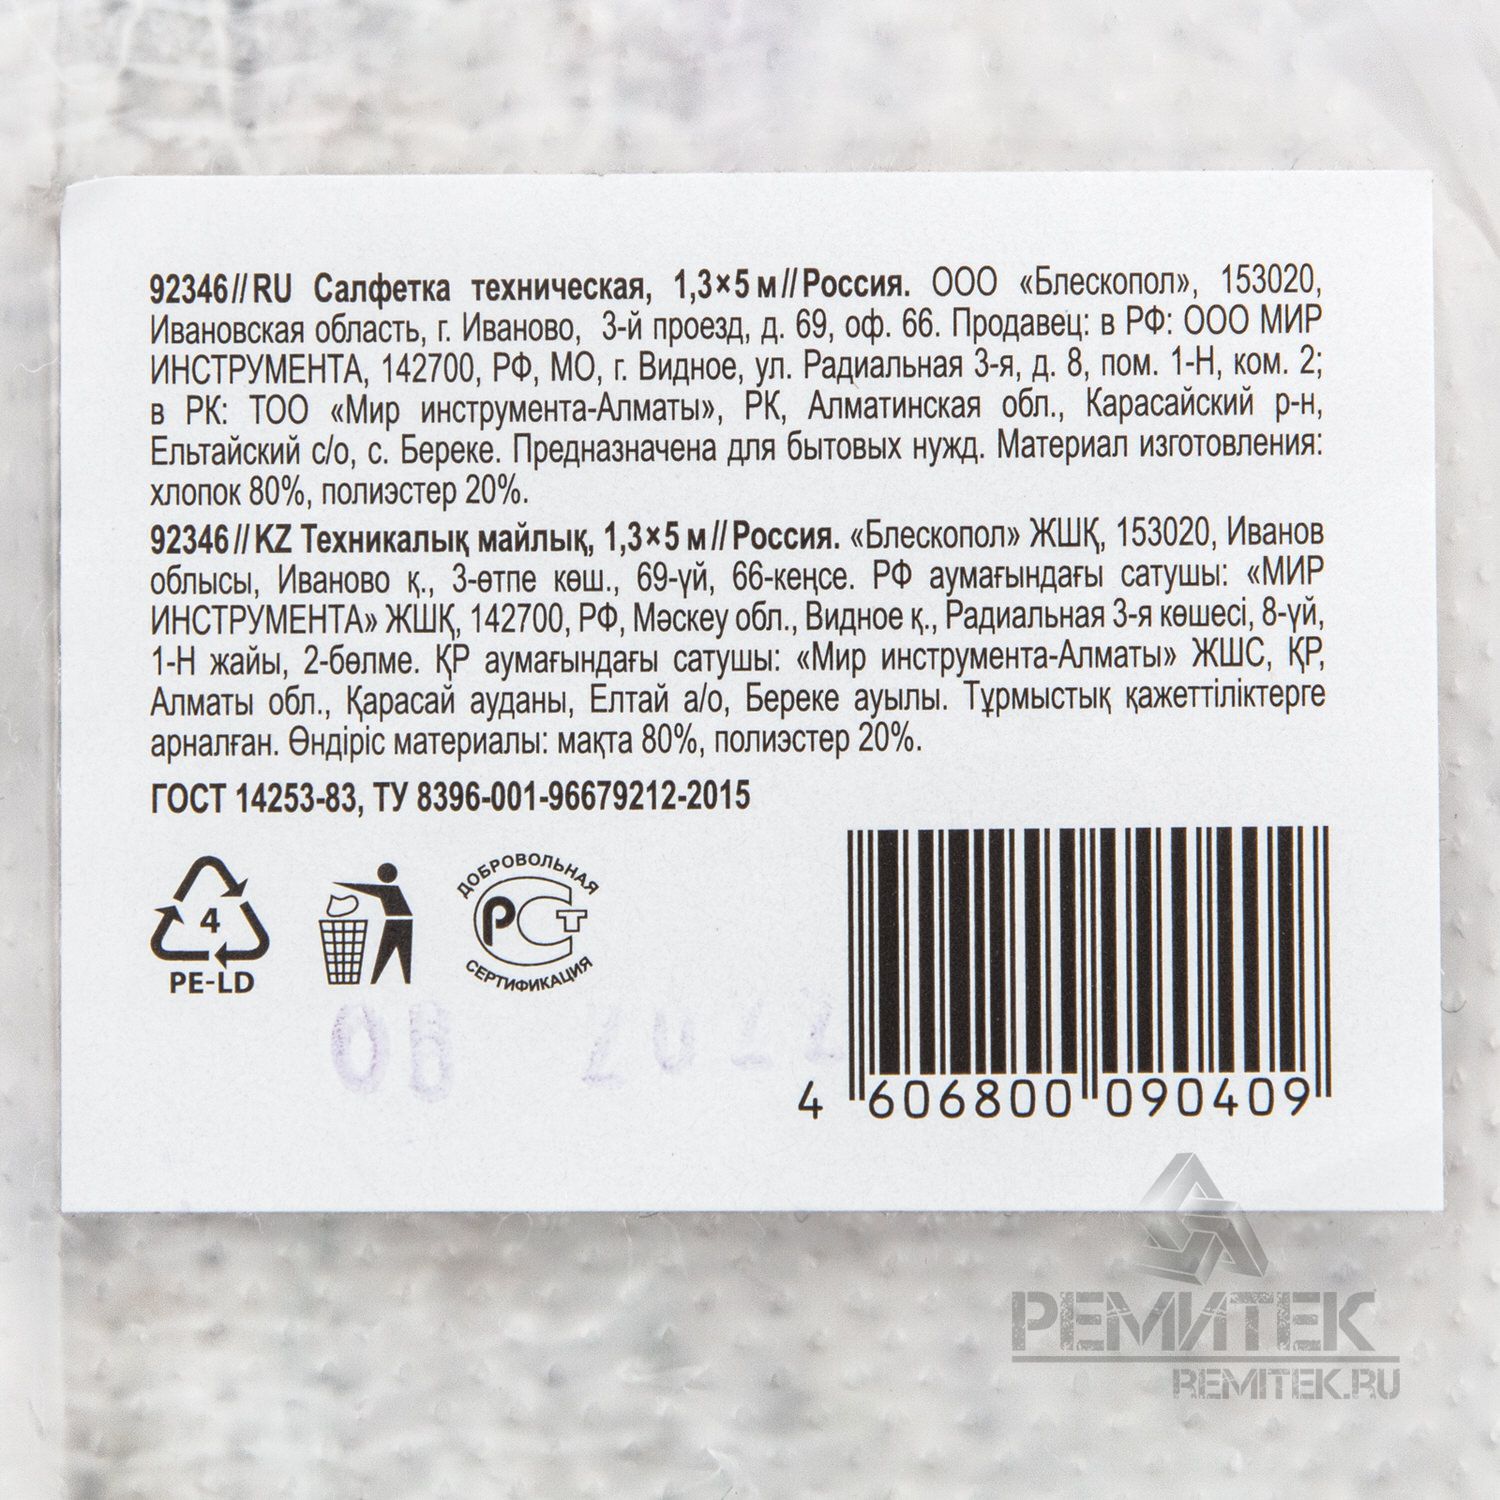 92346//RU Салфетка техническая, 1,3×5 м//Россия. ООО «Блескопол», 153020,
Ивановская область, г. Иваново, 3-й проезд, д. 69, оф. 66. Продавец: в РФ: ООО МИР
ИНСТРУМЕНТА, 142700, РФ, МО, г. Видное, ул. Радиальная 3-я, д. 8, пом. 1-Н, ком. 2;
в РК: ТОО «Мир инструмента-Алматы», РК, Алматинская обл., Карасайский р-н,
Ельтайский с/о, с. Береке. Предназначена для бытовых нужд. Материал изготовления:
хлопок 80%, полиэстер 20%.
92346//KZ Техникалық майлық, 1,3×5 м//Россия. «Блескопол» ЖШҚ, 153020, Иванов
облысы, Иваново қ., 3-өтпе көш., 69-үй, 66-кеңсе. РФ аумағындағы сатушы: «МИР
ИНСТРУМЕНТА» ЖШҚ, 142700, РФ, Мәскеу обл., Видное қ., Радиальная 3-я көшесі, 8-үй,
1-Н жайы, 2-бөлме. ҚР аумағындағы сатушы: «Мир инструмента-Алматы» ЖШС, ҚР,
Алматы обл., Қарасай ауданы, Елтай а/о, Береке ауылы. Тұрмыстық қажеттіліктерге
арналған. Өндіріс материалы: мақта 80%, полиэстер 20%.
ГОСТ 14253-83, ТУ 8396-001-96679212-2015
4
PE-LD
ДОБРОВОЛЬНАЯ
РСТ
СЕРТИФИКАЦИЯ
4 606800 090409
РЕМИТЕК
REMITEK.RU